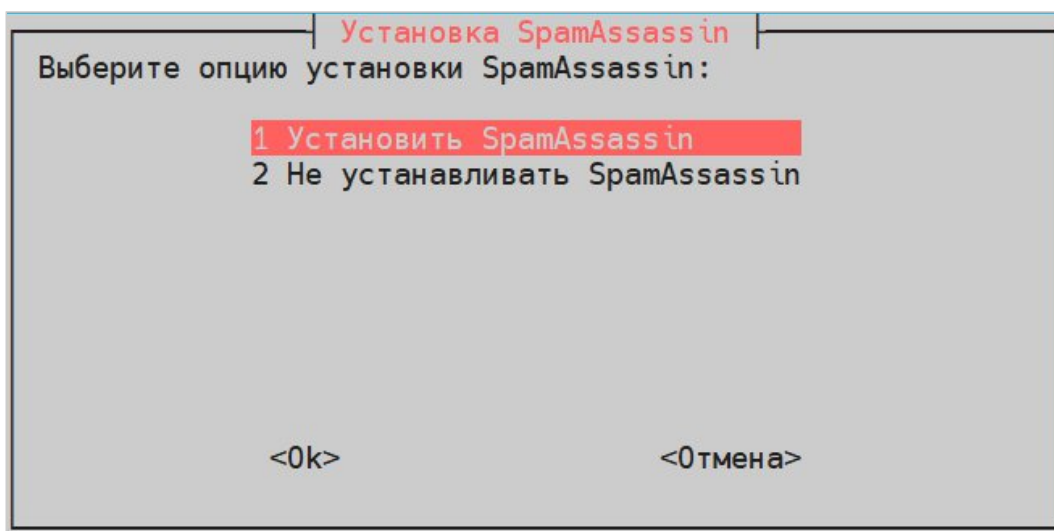 Установка SpamAssassin
Выберите опцию установки SpamAssassin:
1 Установить SpamAssassin
2 Не устанавливать SpamAssassin
<Ok> <Отмена>